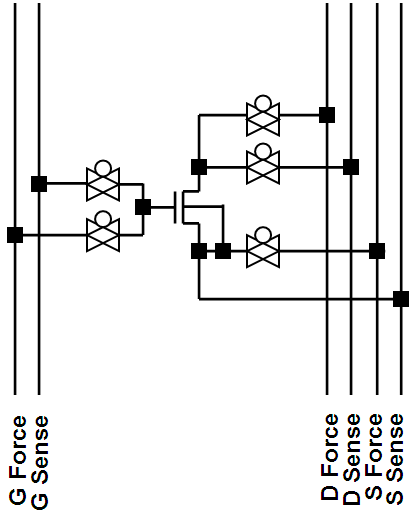 G Force
G Sense
D Force
D Sense
S Force
S Sense